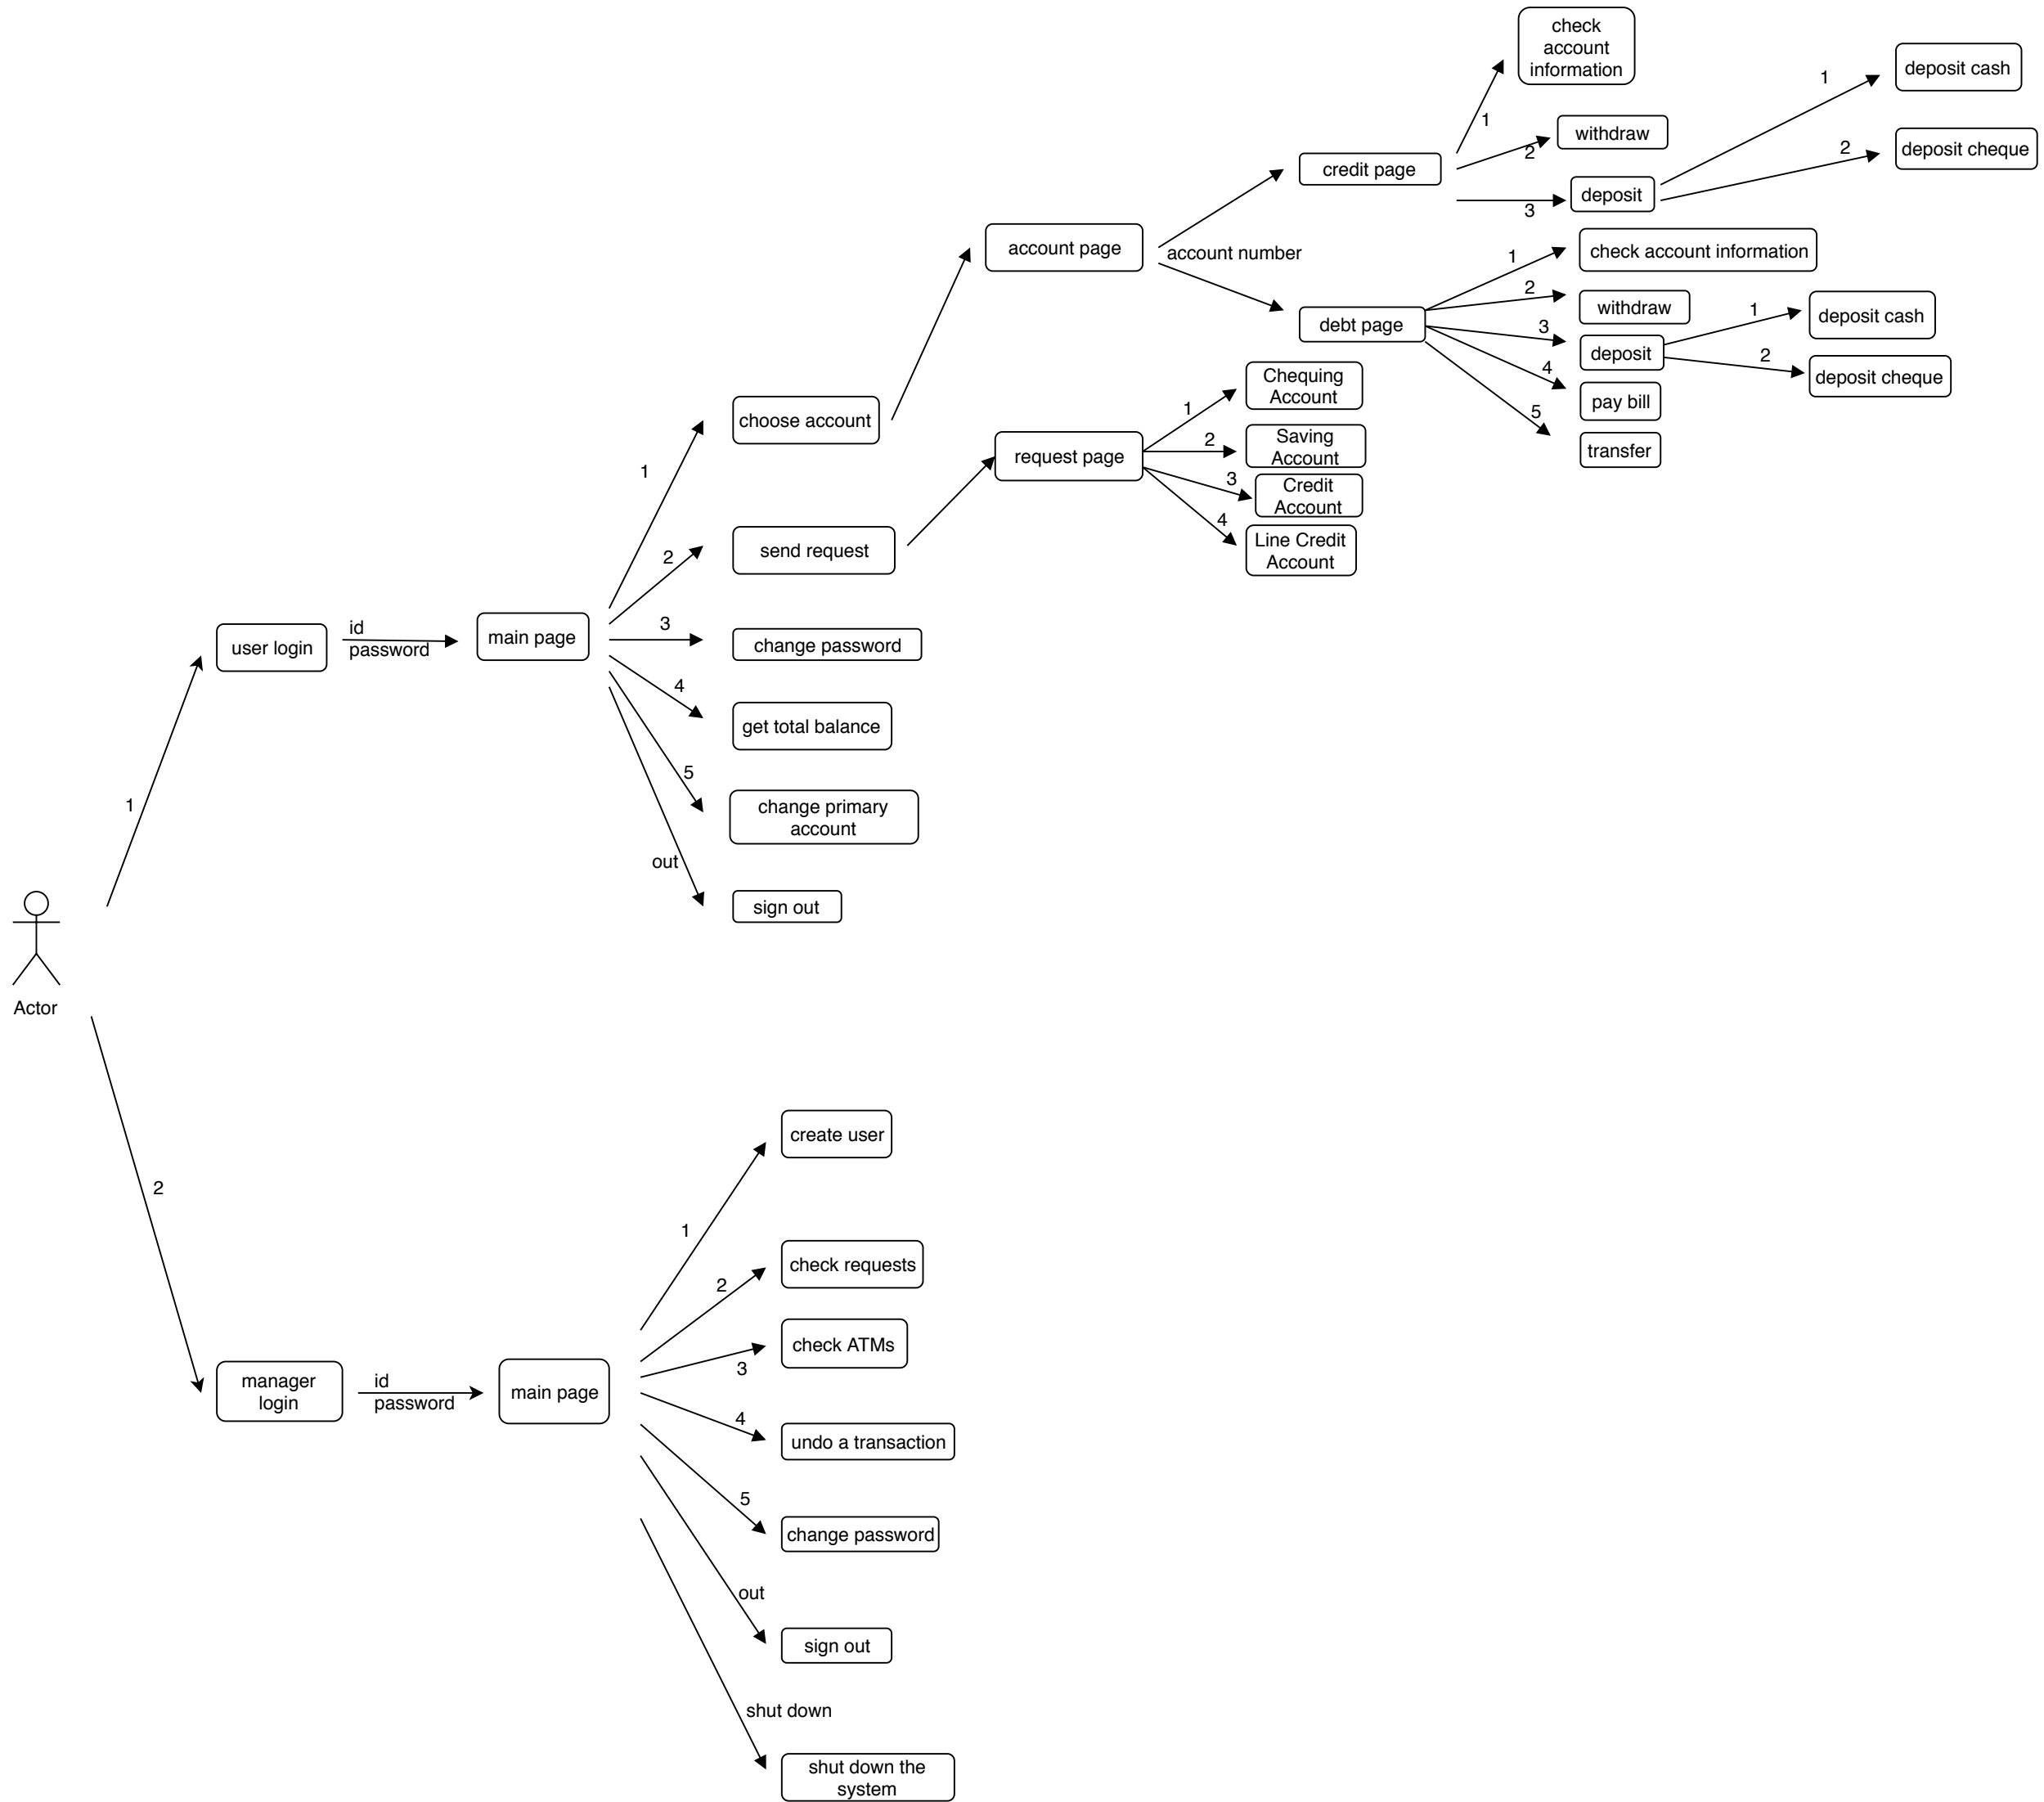 check
account
information
deposit cash
1
1
withdraw
2
deposit cheque
2
credit page
deposit
3
account page
account number
check account information
1
2
withdraw
1
deposit cash
debt page
3
deposit
2
deposit cheque
4
pay bill
5
transfer
Chequing
Account
1
choose account
request page
2
Saving
Account
3
Credit
Account
4
Line Credit
Account
1
2
send request
user login
id
password
main page
3
change password
4
get total balance
5
change primary
account
out
sign out
1
Actor
2
create user
1
2
check requests
check ATMs
3
manager
login
id
password
main page
4
undo a transaction
5
change password
out
sign out
shut down
shut down the
system